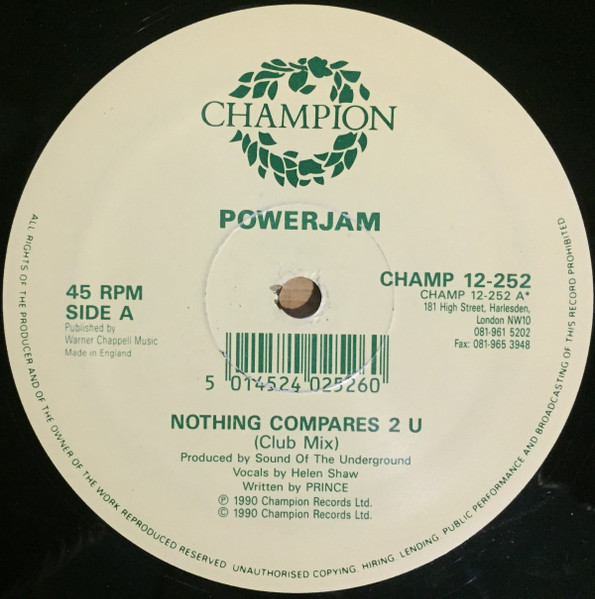 CHAMPION
POWERJAM
45 RPM
SIDE A
Published by
Warner Chappell Music
Made in England
CHAMP 12-252
CHAMP 12-252 A*
181 High Street, Harlesden,
London NW10
081-961 5202
Fax: 081-965 3948
5 014524 025260
NOTHING COMPARES 2 U
(Club Mix)
Produced by Sound Of The Underground
Vocals by Helen Shaw
Written by PRINCE
℗ 1990 Champion Records Ltd.
© 1990 Champion Records Ltd.
ALL RIGHTS OF THE PRODUCER AND OF THE OWNER OF THE WORK REPRODUCED RESERVED. UNAUTHORISED COPYING, HIRING, LENDING, PUBLIC PERFORMANCE AND BROADCASTING OF THIS RECORD PROHIBITED